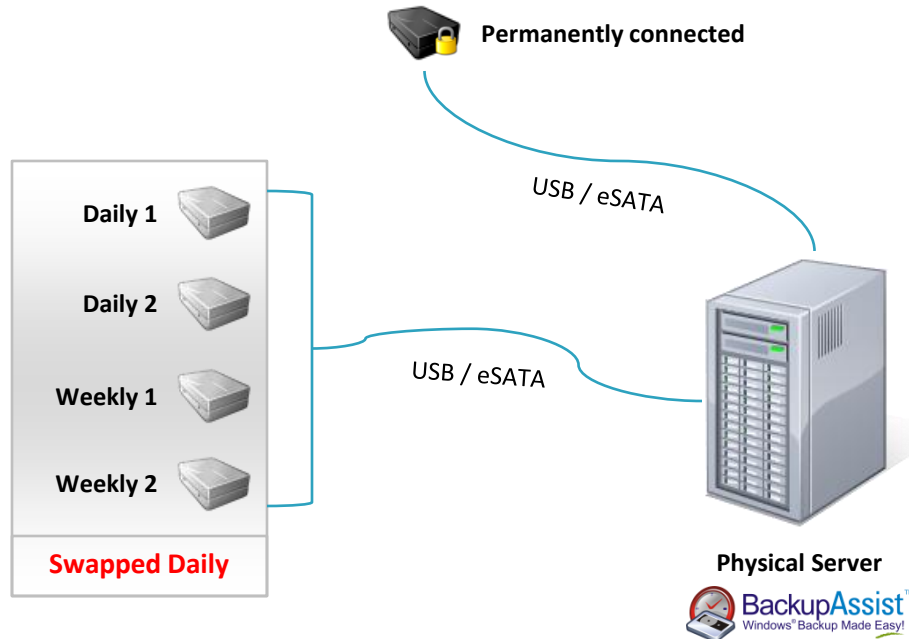 Permanently connected
USB / eSATA
Daily 1
Daily 2
Weekly 1
Weekly 2
Swapped Daily
USB / eSATA
Physical Server
BackupAssist™
Windows® Backup Made Easy!